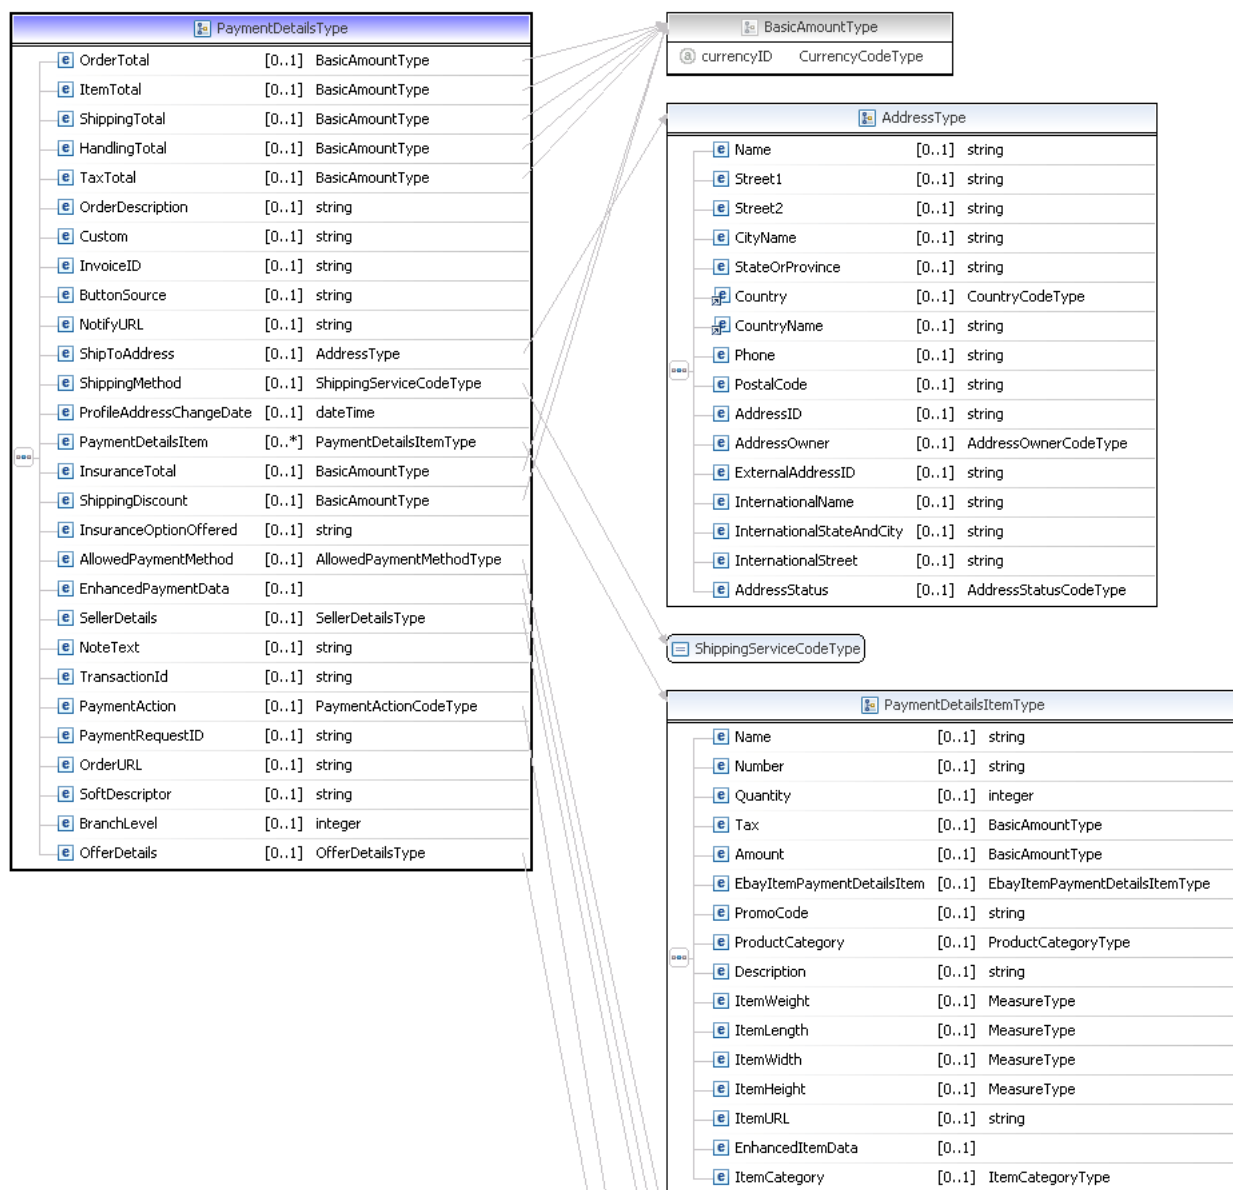 PaymentDetailsType
OrderTotal [0..1] BasicAmountType
ItemTotal [0..1] BasicAmountType
ShippingTotal [0..1] BasicAmountType
HandlingTotal [0..1] BasicAmountType
TaxTotal [0..1] BasicAmountType
OrderDescription [0..1] string
Custom [0..1] string
InvoiceID [0..1] string
ButtonSource [0..1] string
NotifyURL [0..1] string
ShipToAddress [0..1] AddressType
ShippingMethod [0..1] ShippingServiceCodeType
ProfileAddressChangeDate [0..1] dateTime
PaymentDetailsItem [0..*] PaymentDetailsItemType
InsuranceTotal [0..1] BasicAmountType
ShippingDiscount [0..1] BasicAmountType
InsuranceOptionOffered [0..1] string
AllowedPaymentMethod [0..1] AllowedPaymentMethodType
EnhancedPaymentData [0..1]
SellerDetails [0..1] SellerDetailsType
NoteText [0..1] string
TransactionId [0..1] string
PaymentAction [0..1] PaymentActionCodeType
PaymentRequestID [0..1] string
OrderURL [0..1] string
SoftDescriptor [0..1] string
BranchLevel [0..1] integer
OfferDetails [0..1] OfferDetailsType
BasicAmountType
currencyID CurrencyCodeType
AddressType
Name [0..1] string
Street1 [0..1] string
Street2 [0..1] string
CityName [0..1] string
StateOrProvince [0..1] string
Country [0..1] CountryCodeType
CountryName [0..1] string
Phone [0..1] string
PostalCode [0..1] string
AddressID [0..1] string
AddressOwner [0..1] AddressOwnerCodeType
ExternalAddressID [0..1] string
InternationalName [0..1] string
InternationalStateAndCity [0..1] string
InternationalStreet [0..1] string
AddressStatus [0..1] AddressStatusCodeType
ShippingServiceCodeType
PaymentDetailsItemType
Name [0..1] string
Number [0..1] string
Quantity [0..1] integer
Tax [0..1] BasicAmountType
Amount [0..1] BasicAmountType
EbayItemPaymentDetailsItem [0..1] EbayItemPaymentDetailsItemType
PromoCode [0..1] string
ProductCategory [0..1] ProductCategoryType
Description [0..1] string
ItemWeight [0..1] MeasureType
ItemLength [0..1] MeasureType
ItemWidth [0..1] MeasureType
ItemHeight [0..1] MeasureType
ItemURL [0..1] string
EnhancedItemData [0..1]
ItemCategory [0..1] ItemCategoryType